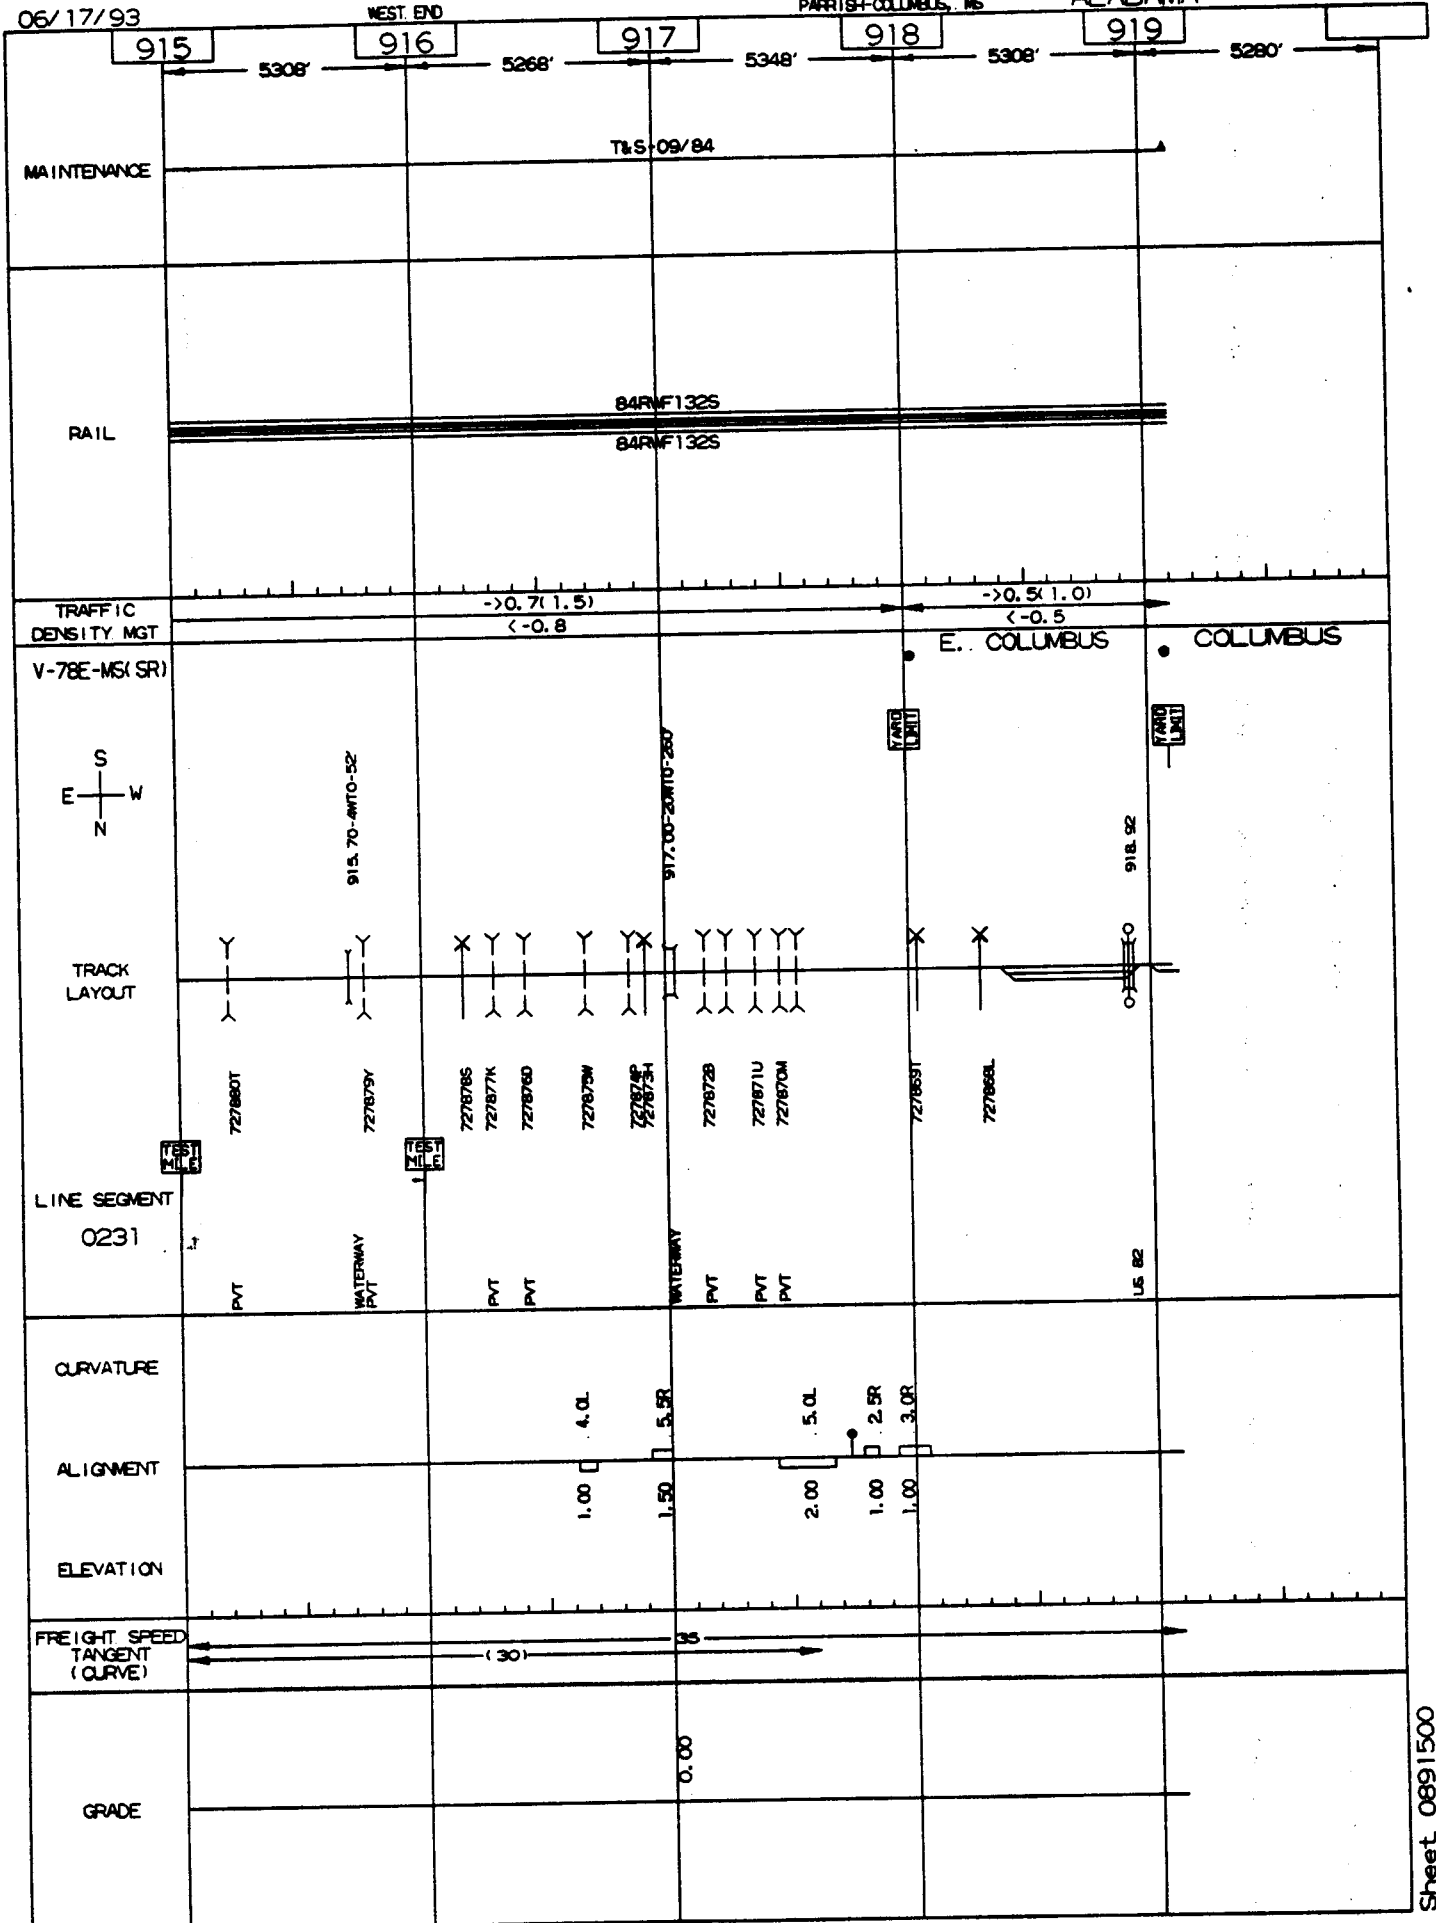 06/17/93
WEST END
PARRISH-COLUMBUS, MS
ALABAMA
915
916
917
918
919
5308'
5268'
5348'
5308'
5280'
MAINTENANCE
T&S-09/84
RAIL
84RWF132S
84RWF132S
TRAFFIC
DENSITY MGT
->0.7(1.5)
<-0.8
->0.5(1.0)
<-0.5
V-78E-MS(SR)
E. COLUMBUS
COLUMBUS
YARD
LIMIT
YARD
LIMIT
S
E
W
N
915.70-4WTO-52'
917.00-20WTO-260'
918.92
TRACK
LAYOUT
727880T
727879Y
727878S
727877K
727876D
727875W
727874P
727873H
727872B
727871U
727870M
727869T
727868L
TEST
MILE
TEST
MILE
LINE SEGMENT
0231
PVT
WATERWAY
PVT
PVT
PVT
WATERWAY
PVT
PVT
PVT
US 82
CURVATURE
4.0L
5.5R
5.0L
2.5R
3.0R
ALIGNMENT
1.00
1.50
2.00
1.00
1.00
ELEVATION
FREIGHT SPEED
TANGENT
(CURVE)
35
(30)
GRADE
0.00
Sheet 0891500